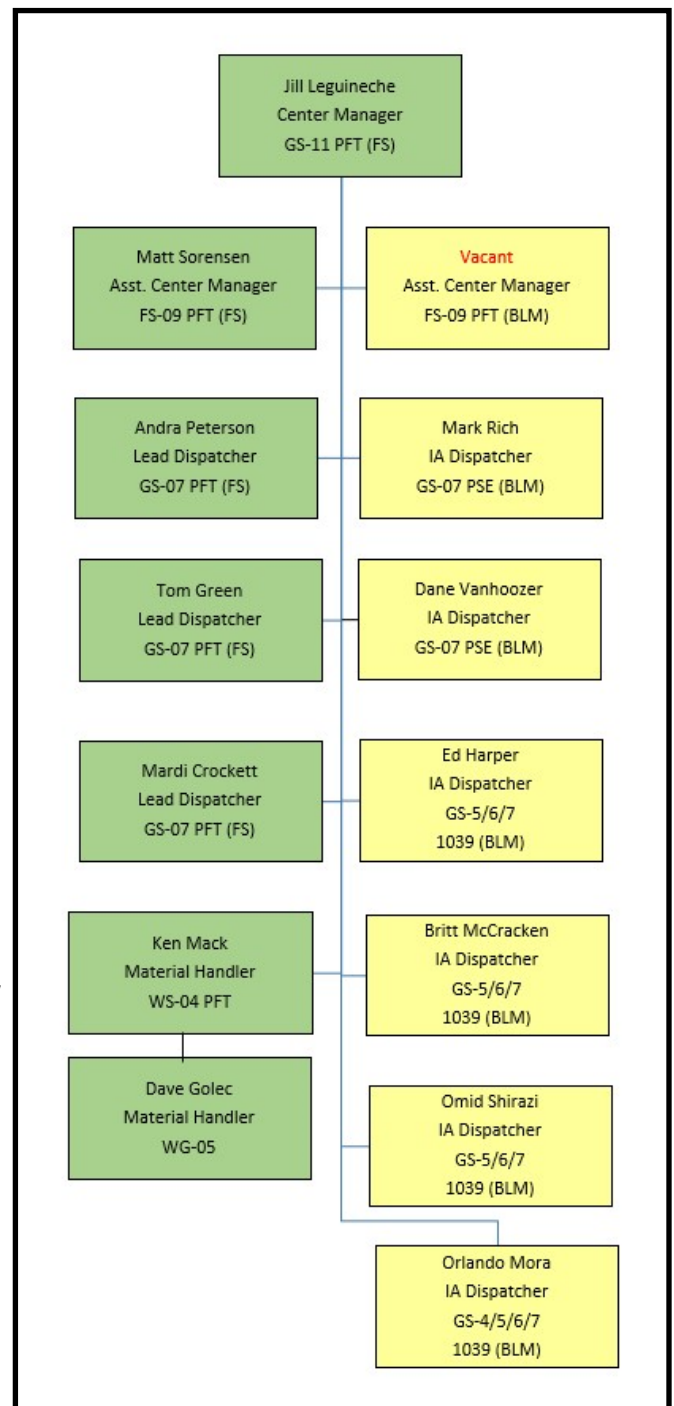 Jill Leguineche
Center Manager
GS-11 PFT (FS)
Matt Sorensen
Asst. Center Manager
FS-09 PFT (FS)
Vacant
Asst. Center Manager
FS-09 PFT (BLM)
Andra Peterson
Lead Dispatcher
GS-07 PFT (FS)
Mark Rich
IA Dispatcher
GS-07 PSE (BLM)
Tom Green
Lead Dispatcher
GS-07 PFT (FS)
Dane Vanhoozer
IA Dispatcher
GS-07 PSE (BLM)
Mardi Crockett
Lead Dispatcher
GS-07 PFT (FS)
Ed Harper
IA Dispatcher
GS-5/6/7
1039 (BLM)
Ken Mack
Material Handler
WS-04 PFT
Britt McCracken
IA Dispatcher
GS-5/6/7
1039 (BLM)
Dave Golec
Material Handler
WG-05
Omid Shirazi
IA Dispatcher
GS-5/6/7
1039 (BLM)
Orlando Mora
IA Dispatcher
GS-4/5/6/7
1039 (BLM)